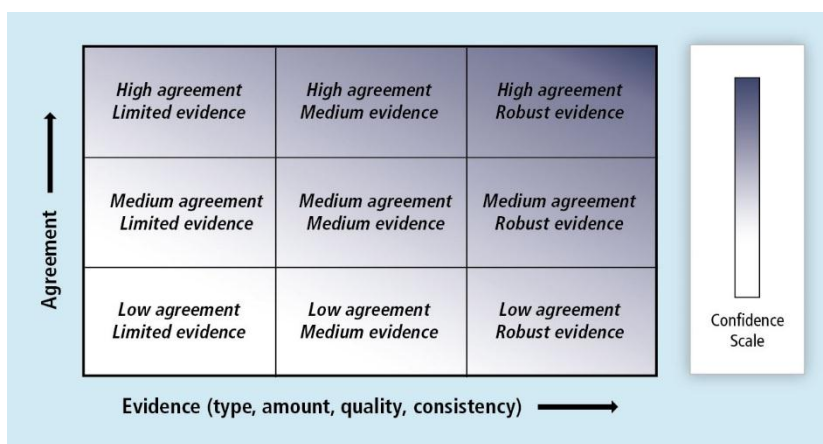 High agreement
Limited evidence
High agreement
Medium evidence
High agreement
Robust evidence
Medium agreement
Limited evidence
Medium agreement
Medium evidence
Medium agreement
Robust evidence
Low agreement
Limited evidence
Low agreement
Medium evidence
Low agreement
Robust evidence
Agreement
Evidence (type, amount, quality, consistency)
Confidence
Scale